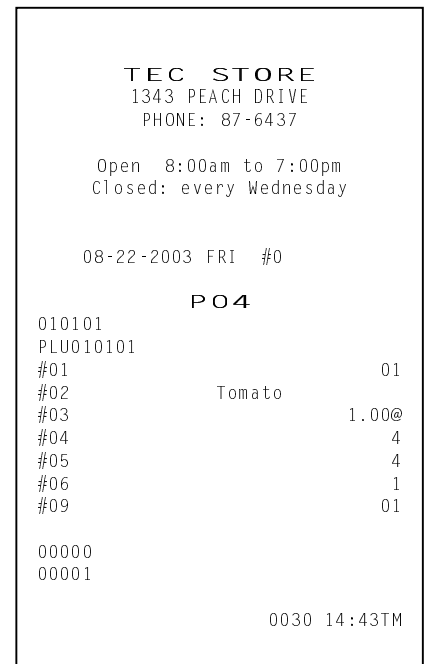 TEC STORE
1343 PEACH DRIVE
PHONE: 87-6437
Open 8:00am to 7:00pm
Closed: every Wednesday
08-22-2003 FRI #0
P04
010101
PLU010101
#01 01
#02 Tomato
#03 1.00@
#04 4
#05 4
#06 1
#09 01
00000
00001
0030 14:43TM